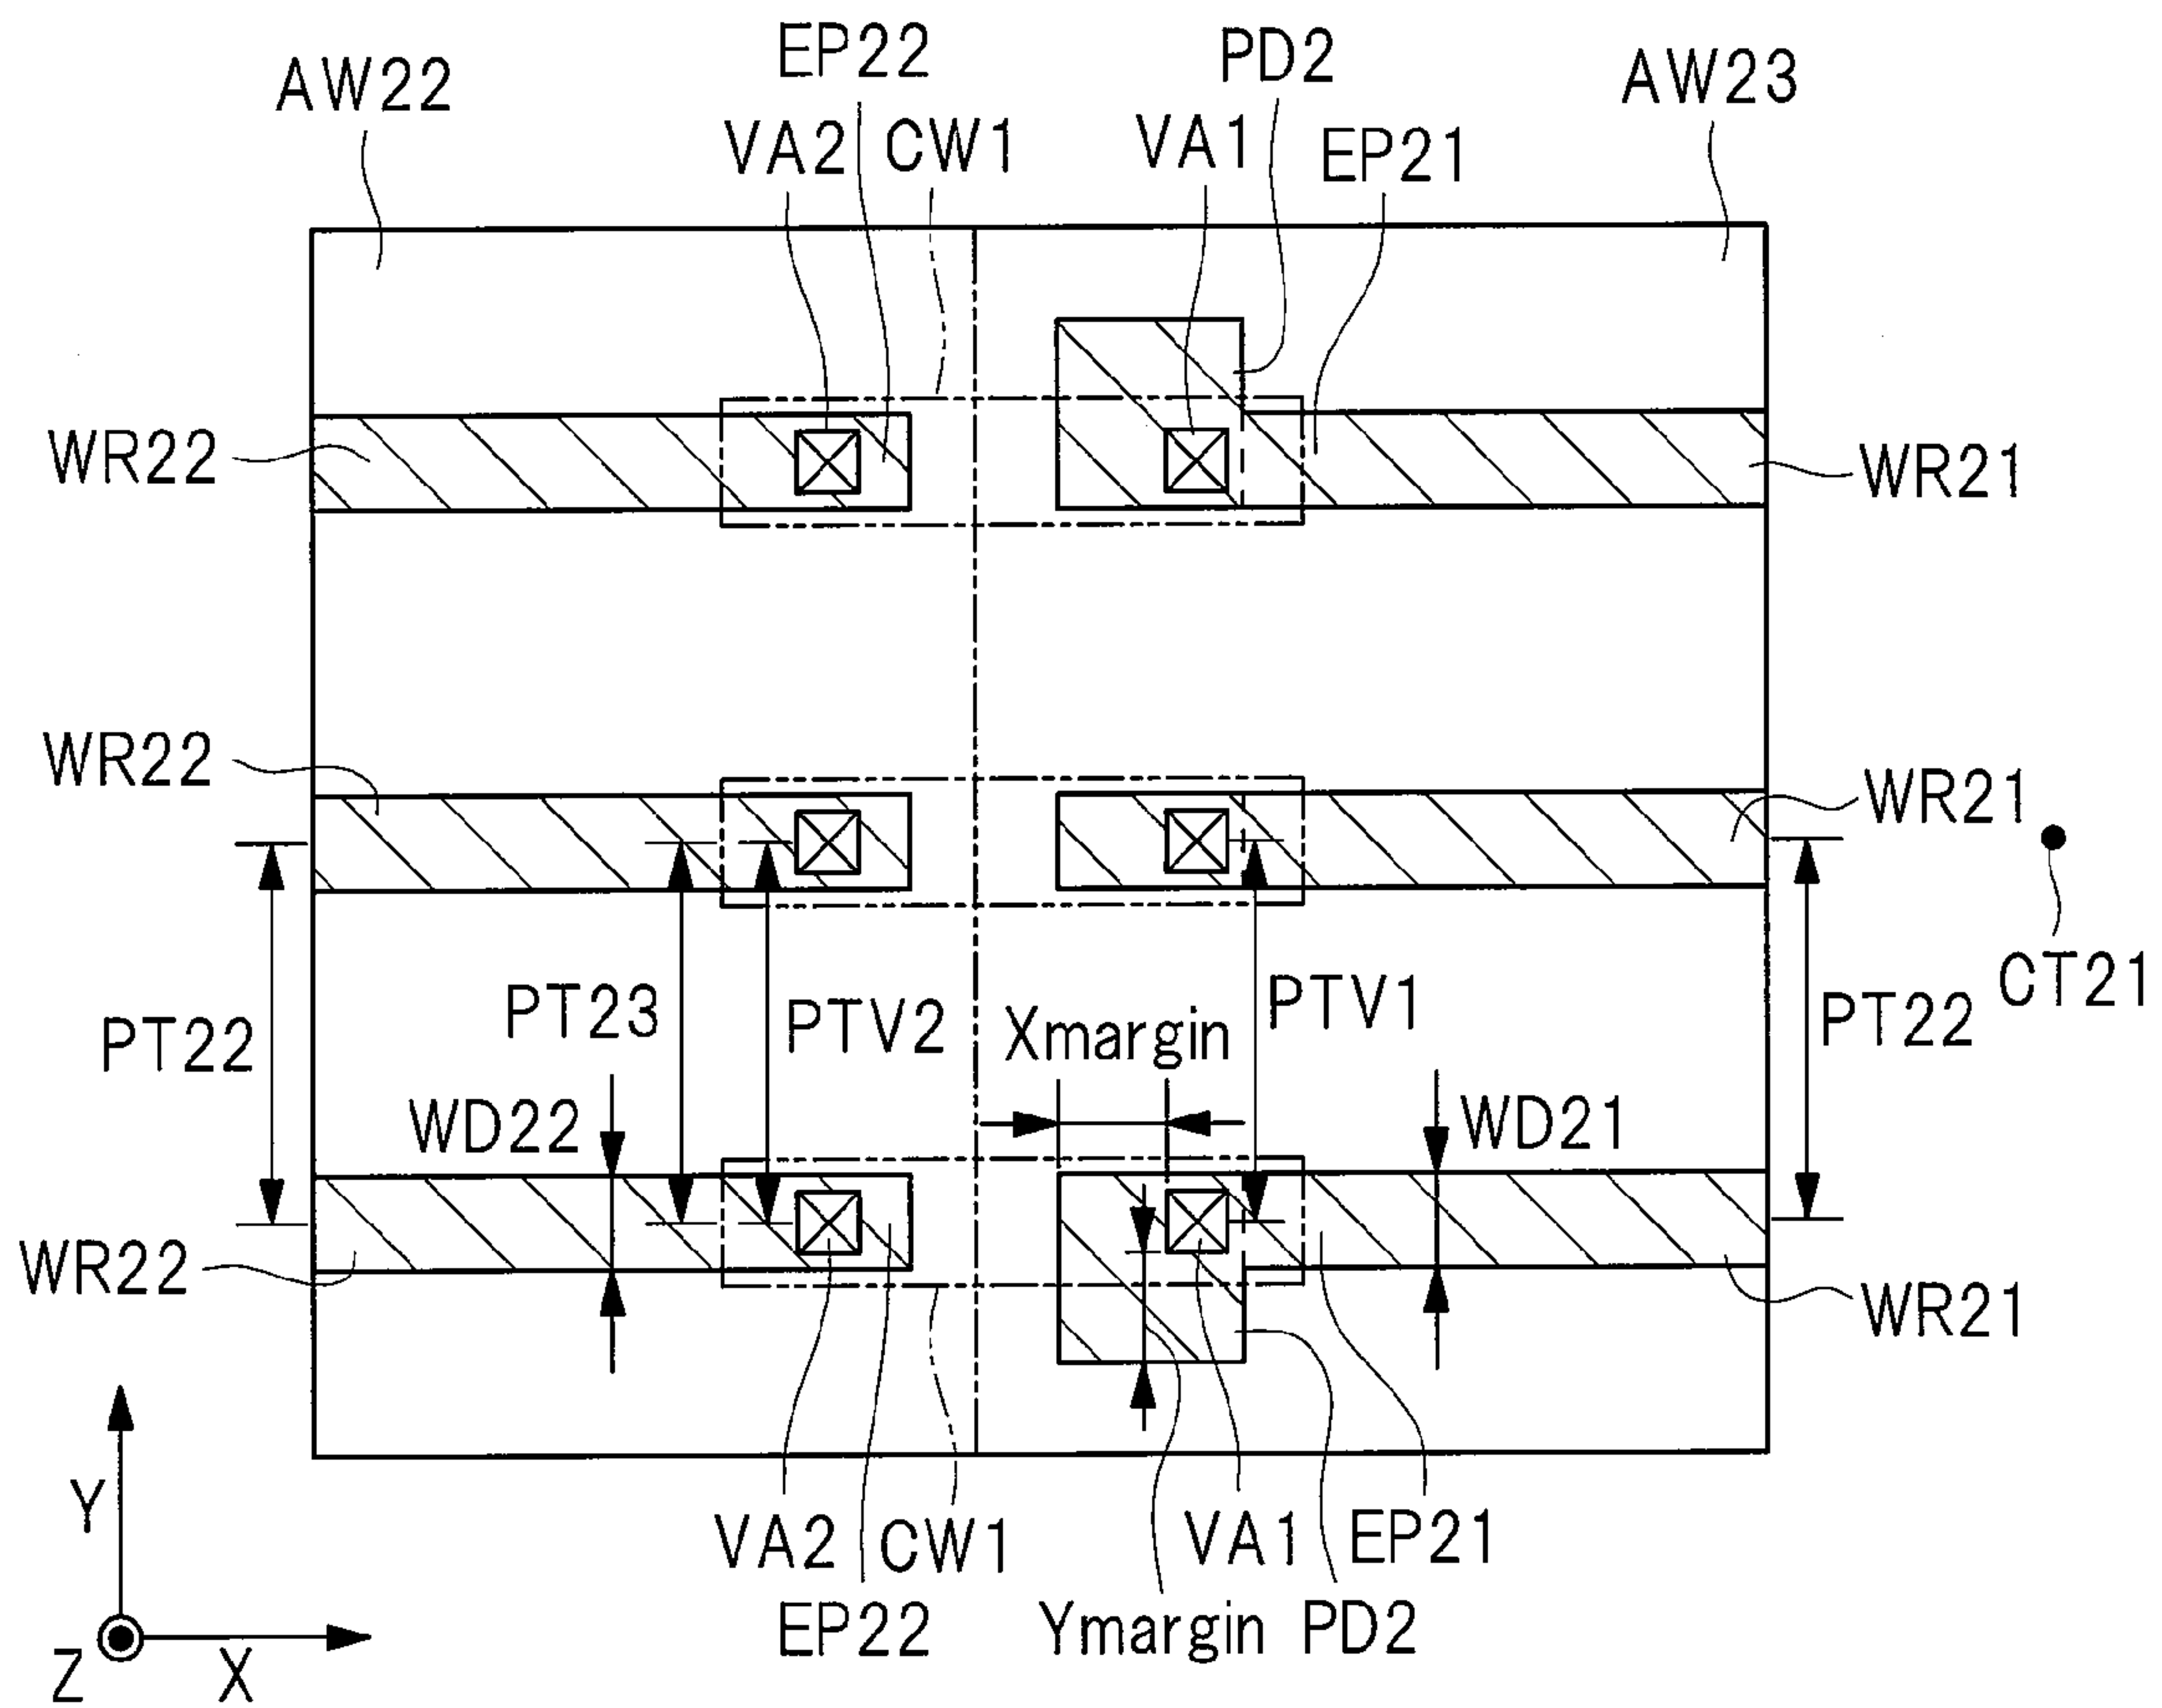 EP22
PD2
AW22
AW23
VA2
CW1
VA1
EP21
WR22
WR21
WR22
WR21
CT21
PT22
PT23
PTV2
Xmargin
PTV1
PT22
WD22
WD21
WR22
WR21
Y
VA2
CW1
VA1
EP21
EP22
Ymargin
PD2
Z
X